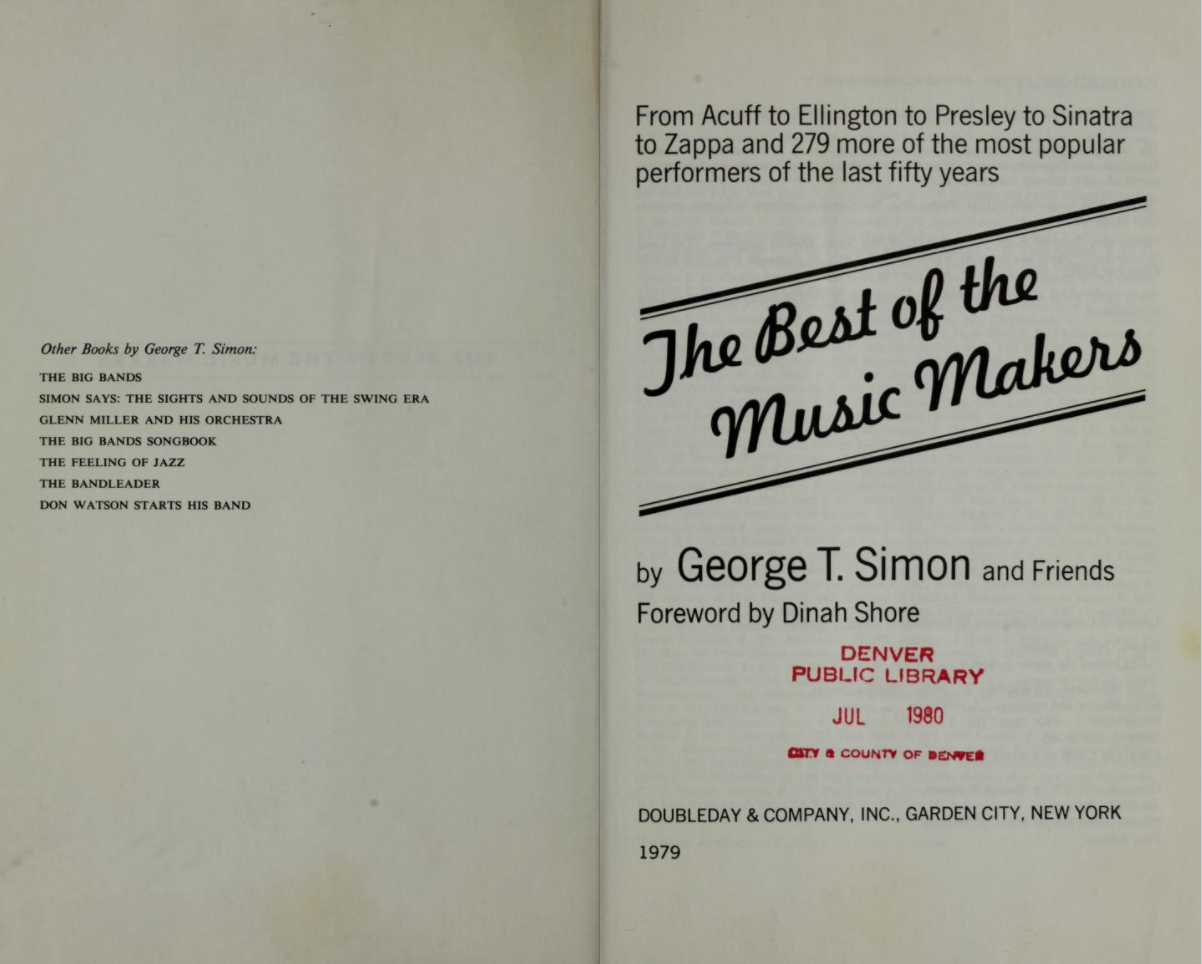 Other Books by George T. Simon:
THE BIG BANDS
SIMON SAYS: THE SIGHTS AND SOUNDS OF THE SWING ERA
GLENN MILLER AND HIS ORCHESTRA
THE BIG BANDS SONGBOOK
THE FEELING OF JAZZ
THE BANDLEADER
DON WATSON STARTS HIS BAND
From Acuff to Ellington to Presley to Sinatra
to Zappa and 279 more of the most popular
performers of the last fifty years
The Best of the
Music Makers
by George T. Simon and Friends
Foreword by Dinah Shore
DENVER
PUBLIC LIBRARY
JUL 1980
CITY & COUNTY OF DENVER
DOUBLEDAY & COMPANY, INC., GARDEN CITY, NEW YORK
1979